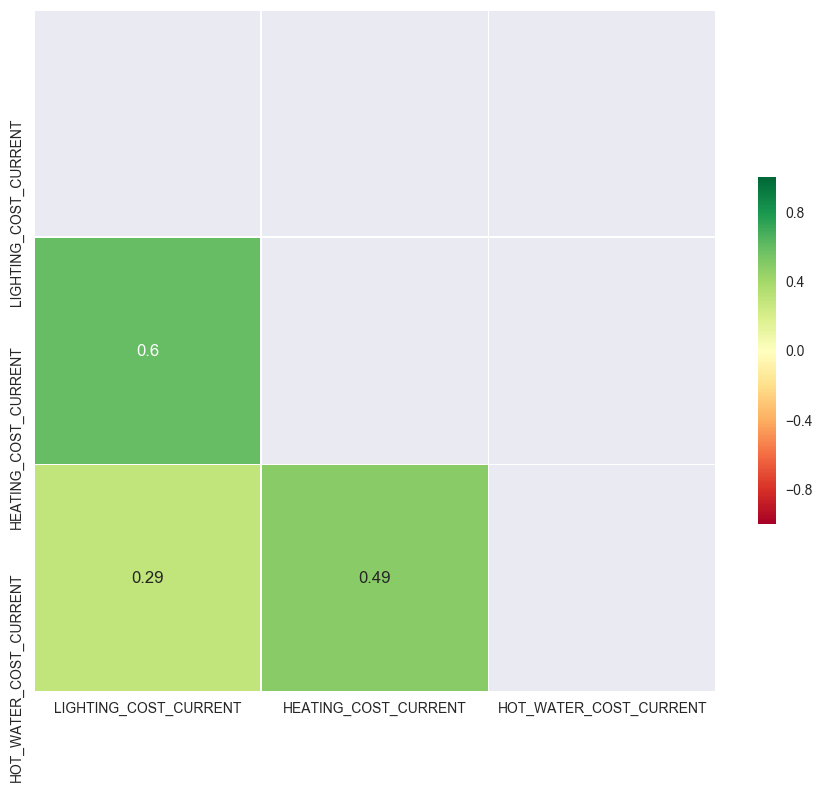 LIGHTING_COST_CURRENT
HEATING_COST_CURRENT
HOT_WATER_COST_CURRENT
0.6
0.29
0.49
LIGHTING_COST_CURRENT
HEATING_COST_CURRENT
HOT_WATER_COST_CURRENT
0.8
0.4
0.0
−0.4
−0.8